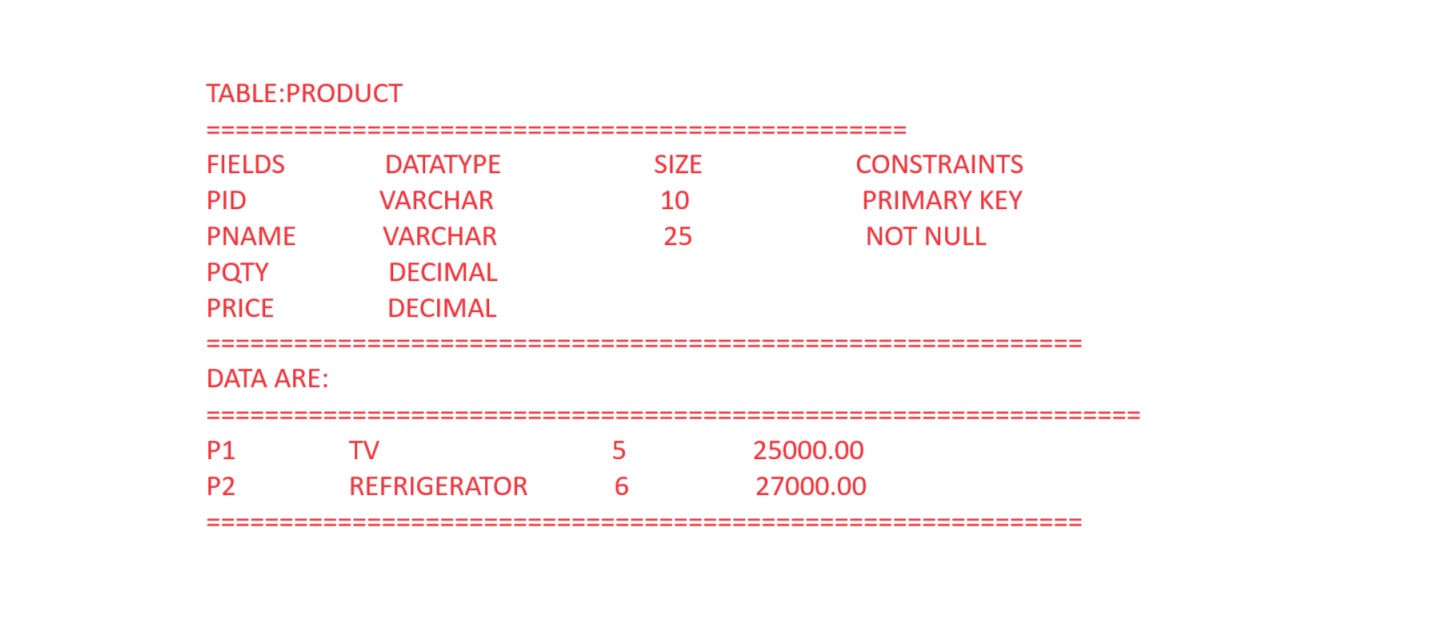 TABLE:PRODUCT
================================================
FIELDS DATATYPE SIZE CONSTRAINTS
PID VARCHAR 10 PRIMARY KEY
PNAME VARCHAR 25 NOT NULL
PQTY DECIMAL
PRICE DECIMAL
============================================================
DATA ARE:
================================================================
P1 TV 5 25000.00
P2 REFRIGERATOR 6 27000.00
============================================================